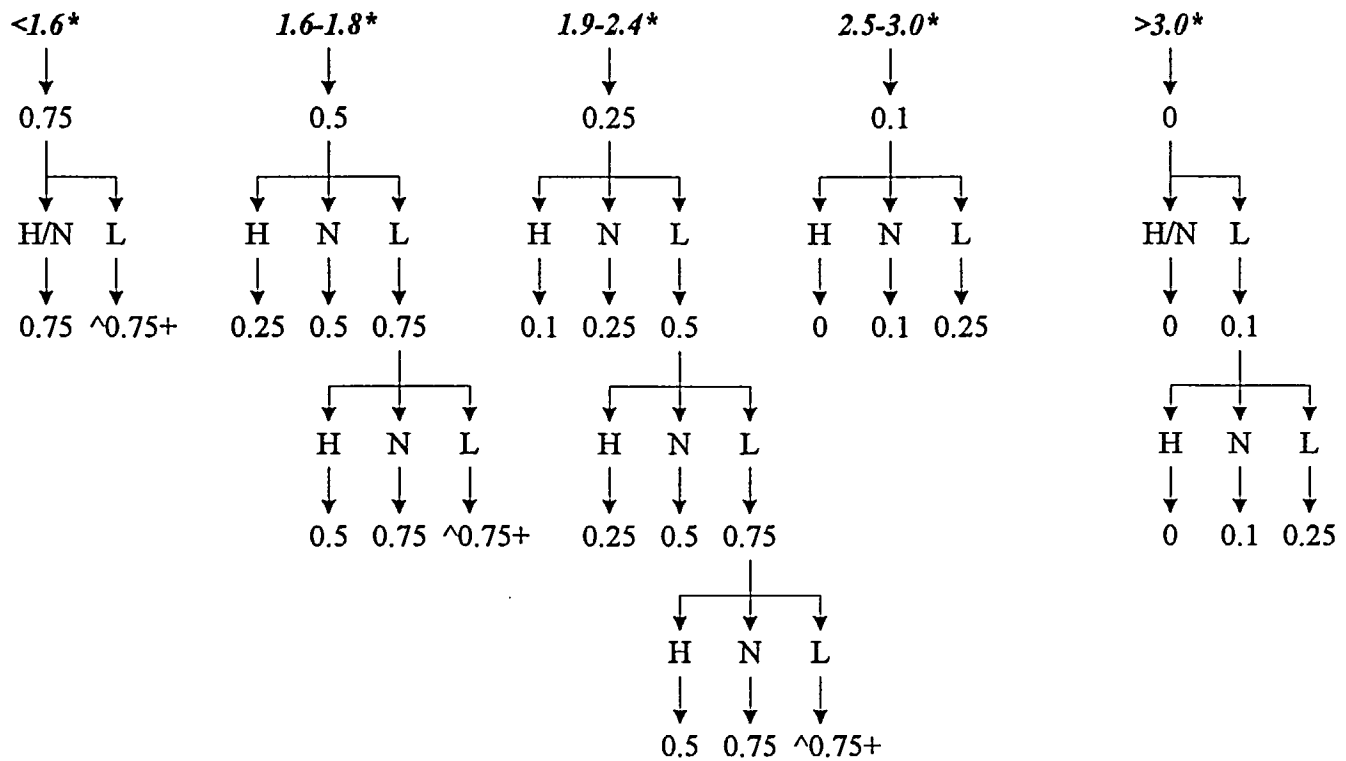 <1.6* 1.6-1.8* 1.9-2.4* 2.5-3.0* >3.0*
0.75 0.5 0.25 0.1 0
H/N L H N L H N L H N L H/N L
0.75 ^0.75+ 0.25 0.5 0.75 0.1 0.25 0.5 0 0.1 0.25 0 0.1
H N L H N L H N L
0.5 0.75 ^0.75+ 0.25 0.5 0.75 0 0.1 0.25
H N L
0.5 0.75 ^0.75+